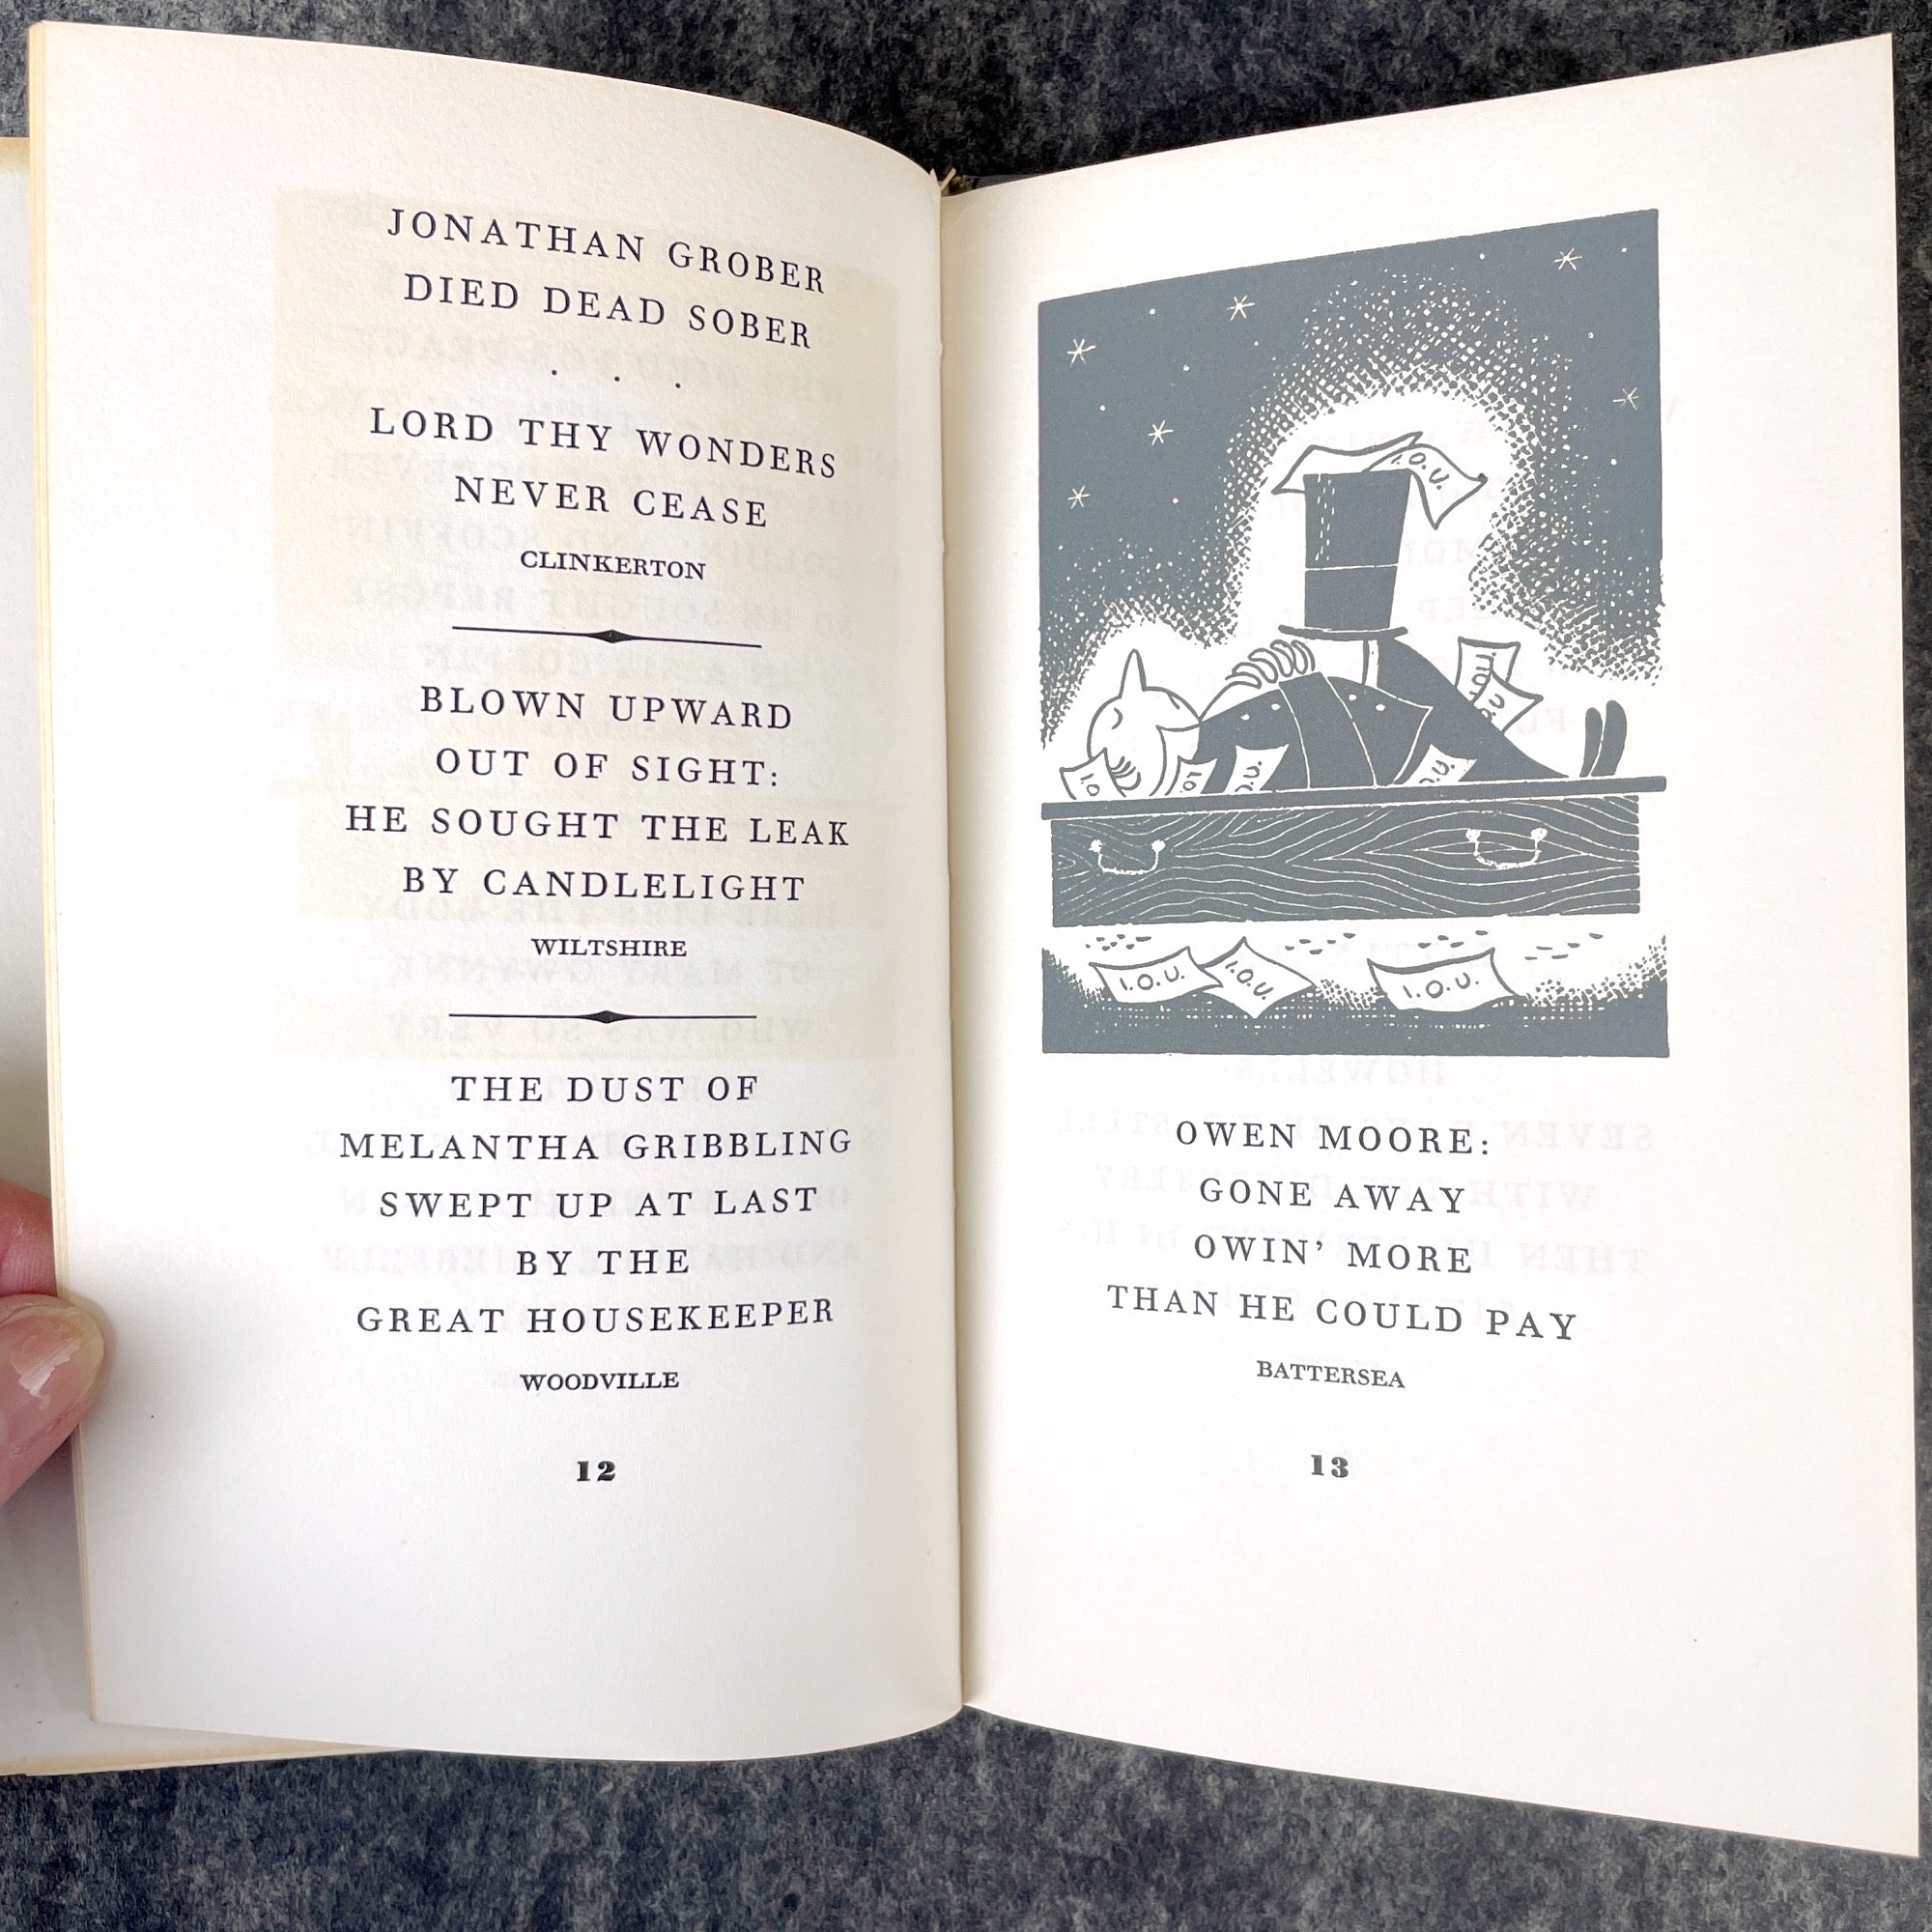 JONATHAN GROBER
DIED DEAD SOBER
. . .
LORD THY WONDERS
NEVER CEASE
CLINKERTON
BLOWN UPWARD
OUT OF SIGHT:
HE SOUGHT THE LEAK
BY CANDLELIGHT
WILTSHIRE
THE DUST OF
MELANTHA GRIBBLING
SWEPT UP AT LAST
BY THE
GREAT HOUSEKEEPER
WOODVILLE
12
I.O.U.
I.O.U.
I.O.U.
I.O.U.
OWEN MOORE:
GONE AWAY
OWIN' MORE
THAN HE COULD PAY
BATTERSEA
13